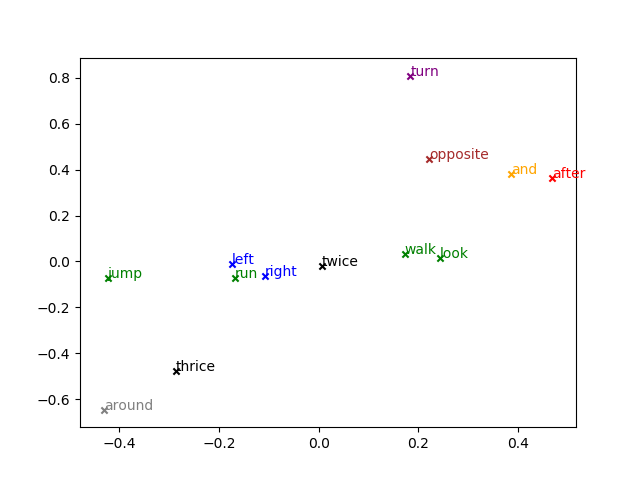 0.8
0.6
0.4
0.2
0.0
−0.2
−0.4
−0.6
turn
opposite
and
after
walk
look
left
twice
jump
run
right
thrice
around
−0.4
−0.2
0.0
0.2
0.4